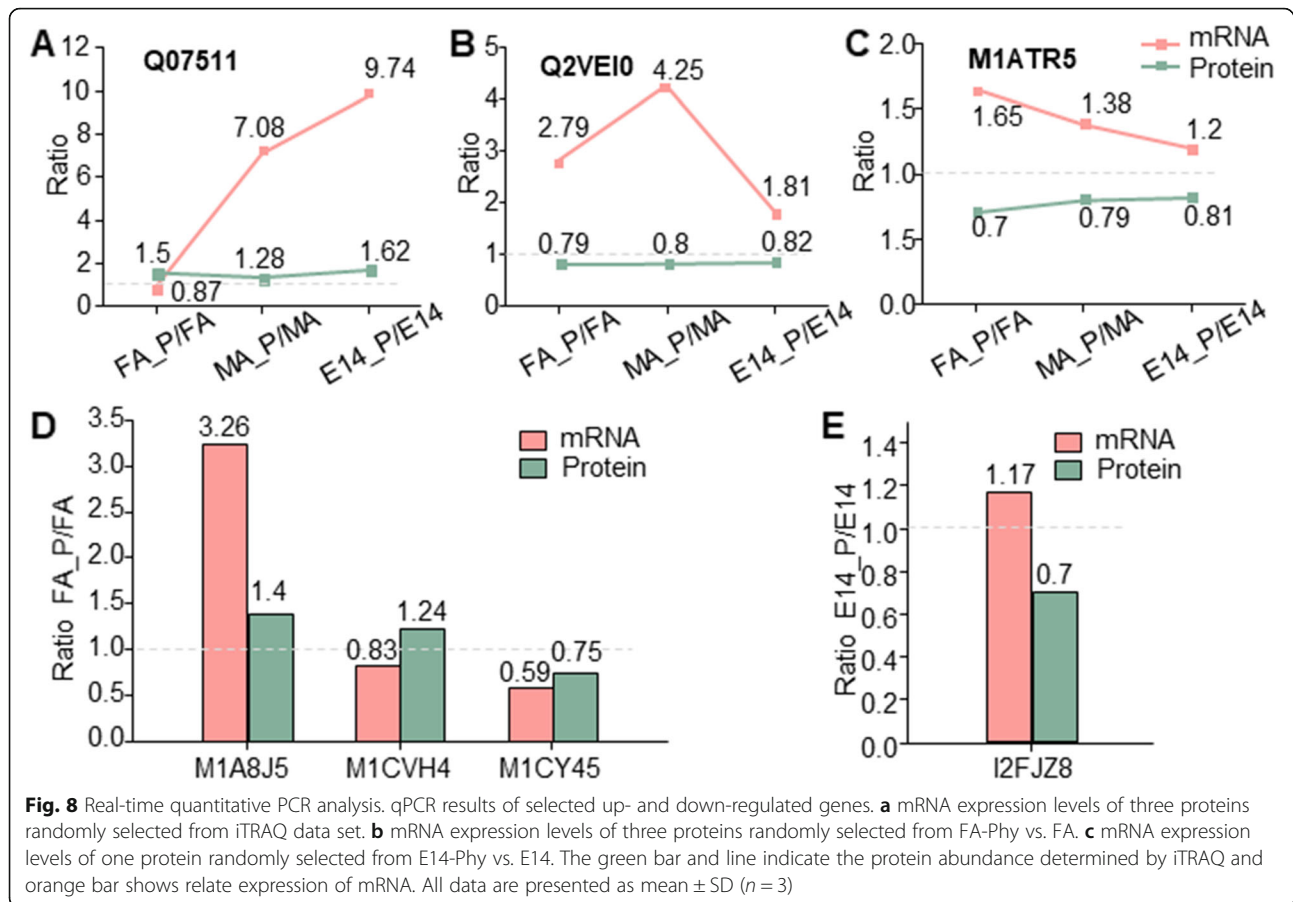 A
Q07511
Ratio
12
10
8
6
4
2
0
9.74
7.08
1.5
1.28
1.62
0.87
FA_P/FA
MA_P/MA
E14_P/E14
B
Q2VEI0
Ratio
5
4
3
2
1
0
4.25
2.79
1.81
0.79
0.8
0.82
FA_P/FA
MA_P/MA
E14_P/E14
C
M1ATR5
mRNA
Protein
Ratio
2.0
1.5
1.0
1.5
0.0
1.65
1.38
1.2
0.7
0.79
0.81
FA_P/FA
MA_P/MA
E14_P/E14
D
mRNA
Protein
Ratio FA_P/FA
3.5
3.0
2.5
2.0
1.5
1.0
0.5
0.0
3.26
1.4
0.83
1.24
0.59
0.75
M1A8J5
M1CVH4
M1CY45
E
mRNA
Protein
Ratio E14_P/E14
1.4
1.2
1.0
0.8
0.6
0.4
0.2
0.0
1.17
0.7
I2FJZ8
Fig. 8 Real-time quantitative PCR analysis. qPCR results of selected up- and down-regulated genes. a mRNA expression levels of three proteins
randomly selected from iTRAQ data set. b mRNA expression levels of three proteins randomly selected from FA-Phy vs. FA. c mRNA expression
levels of one protein randomly selected from E14-Phy vs. E14. The green bar and line indicate the protein abundance determined by iTRAQ and
orange bar shows relate expression of mRNA. All data are presented as mean ± SD (n = 3)